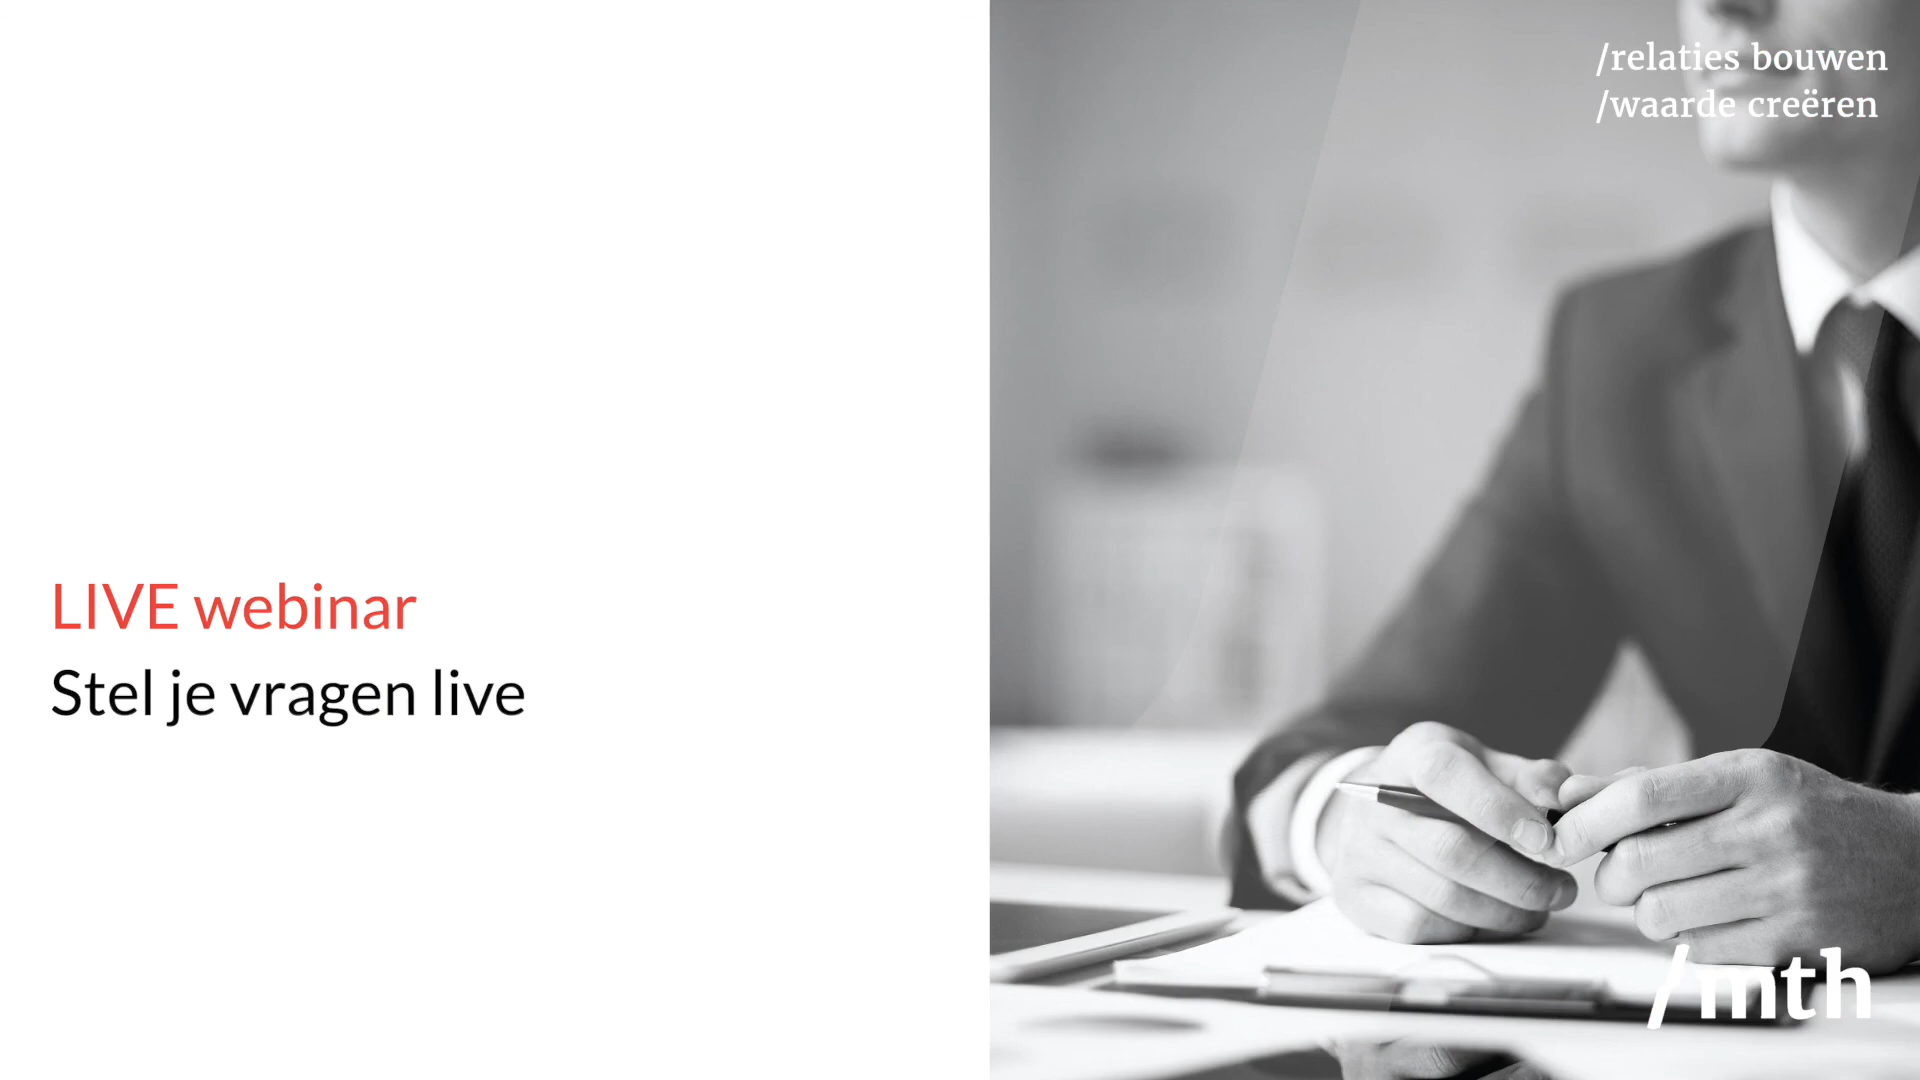 /relaties bouwen
/waarde creëren
LIVE webinar
Stel je vragen live
/mth